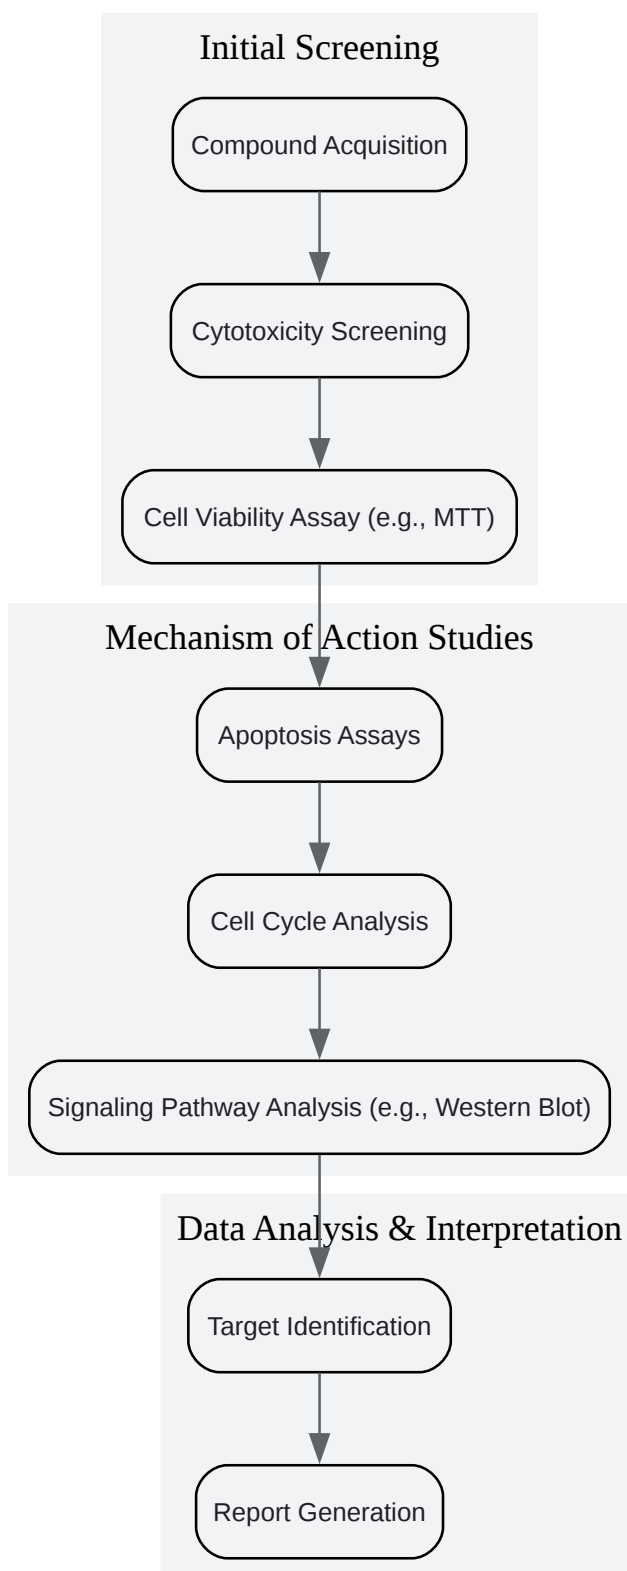 Initial Screening
Compound Acquisition
Cytotoxicity Screening
Cell Viability Assay (e.g., MTT)
Mechanism of Action Studies
Apoptosis Assays
Cell Cycle Analysis
Signaling Pathway Analysis (e.g., Western Blot)
Data Analysis & Interpretation
Target Identification
Report Generation